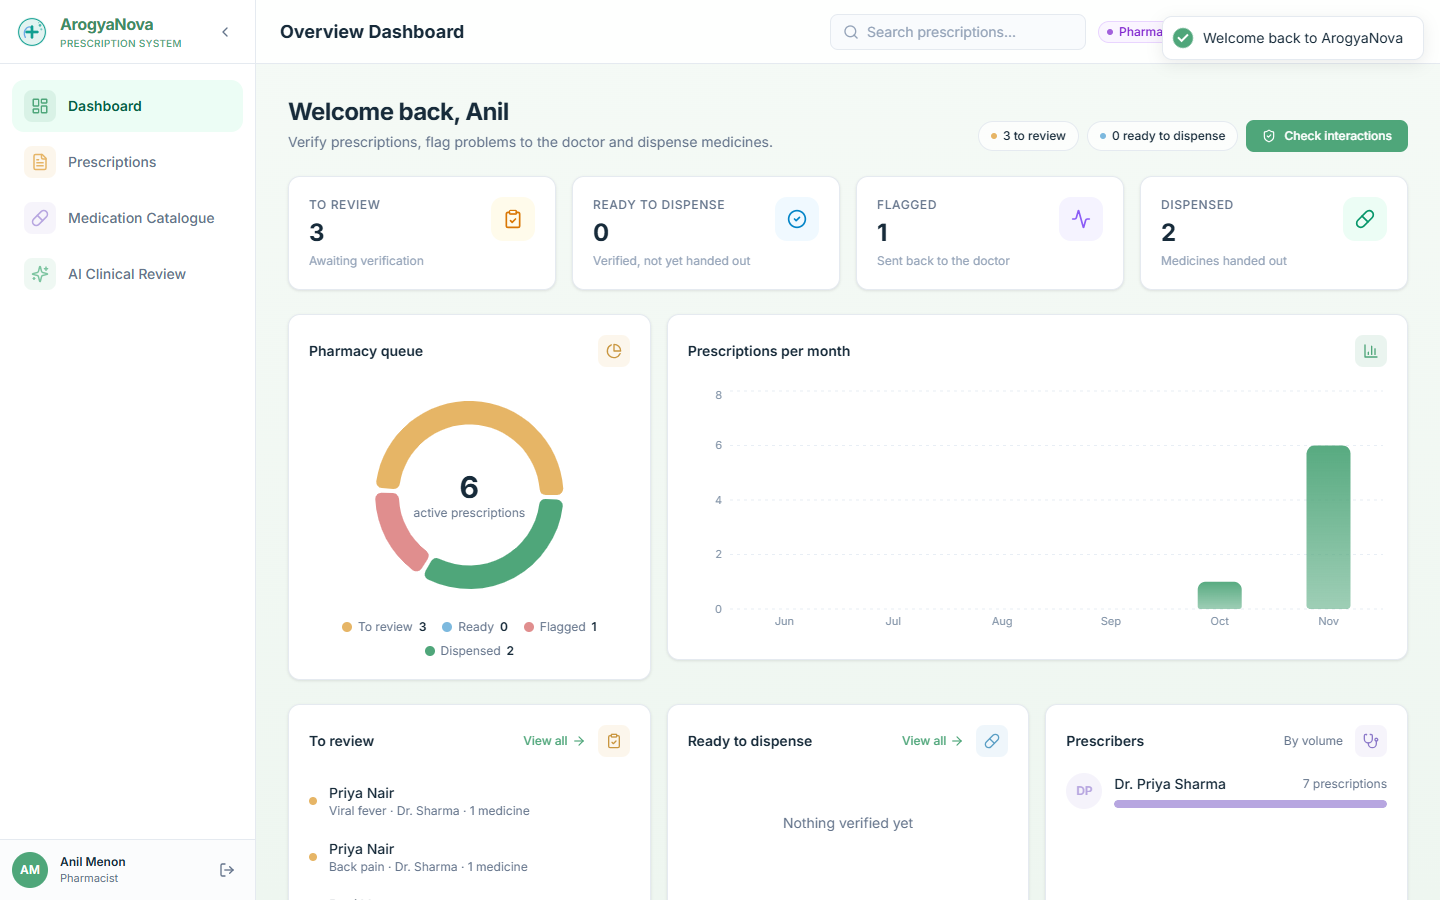 ArogyaNova
PRESCRIPTION SYSTEM
Dashboard
Prescriptions
Medication Catalogue
AI Clinical Review
AM
Anil Menon
Pharmacist
Overview Dashboard
Search prescriptions...
Welcome back to ArogyaNova
Welcome back, Anil
Verify prescriptions, flag problems to the doctor and dispense medicines.
3 to review
0 ready to dispense
Check interactions
TO REVIEW
3
Awaiting verification
READY TO DISPENSE
0
Verified, not yet handed out
FLAGGED
1
Sent back to the doctor
DISPENSED
2
Medicines handed out
Pharmacy queue
6
active prescriptions
To review 3
Ready 0
Flagged 1
Dispensed 2
Prescriptions per month
8
6
4
2
0
Jun
Jul
Aug
Sep
Oct
Nov
To review
View all →
Priya Nair
Viral fever · Dr. Sharma · 1 medicine
Priya Nair
Back pain · Dr. Sharma · 1 medicine
Ready to dispense
View all →
Nothing verified yet
Prescribers
By volume
DP
Dr. Priya Sharma
7 prescriptions